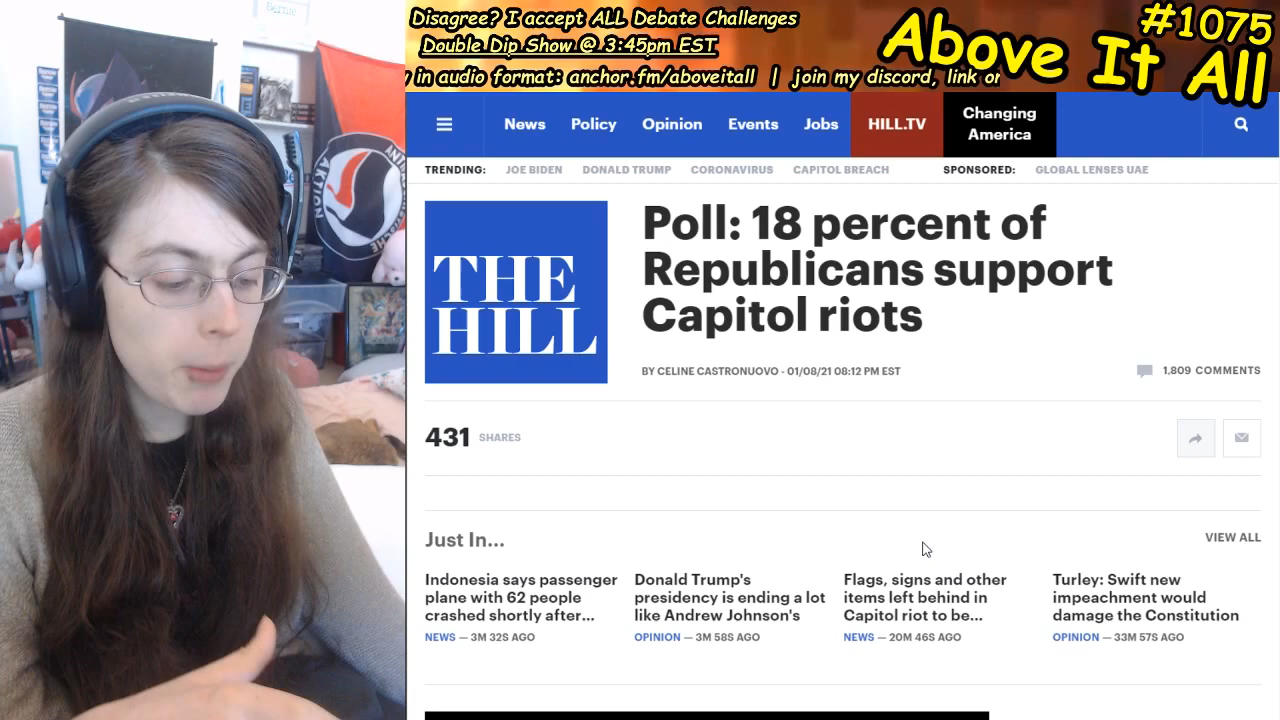 Bernie
Disagree? I accept ALL Debate Challenges
Double Dip Show @ 3:45pm EST
in audio format: anchor.fm/aboveitall | join my discord, link
#1075
Above It All
News Policy Opinion Events Jobs HILL.TV Changing America
TRENDING: JOE BIDEN DONALD TRUMP CORONAVIRUS CAPITOL BREACH SPONSORED: GLOBAL LENSES UAE
THE
HILL
Poll: 18 percent of
Republicans support
Capitol riots
BY CELINE CASTRONUOVO - 01/08/21 08:12 PM EST
1,809 COMMENTS
431 SHARES
Just In...
VIEW ALL
Indonesia says passenger
plane with 62 people
crashed shortly after...
NEWS — 3M 32S AGO
Donald Trump's
presidency is ending a lot
like Andrew Johnson's
OPINION — 3M 58S AGO
Flags, signs and other
items left behind in
Capitol riot to be...
NEWS — 20M 46S AGO
Turley: Swift new
impeachment would
damage the Constitution
OPINION — 33M 57S AGO
AKTION